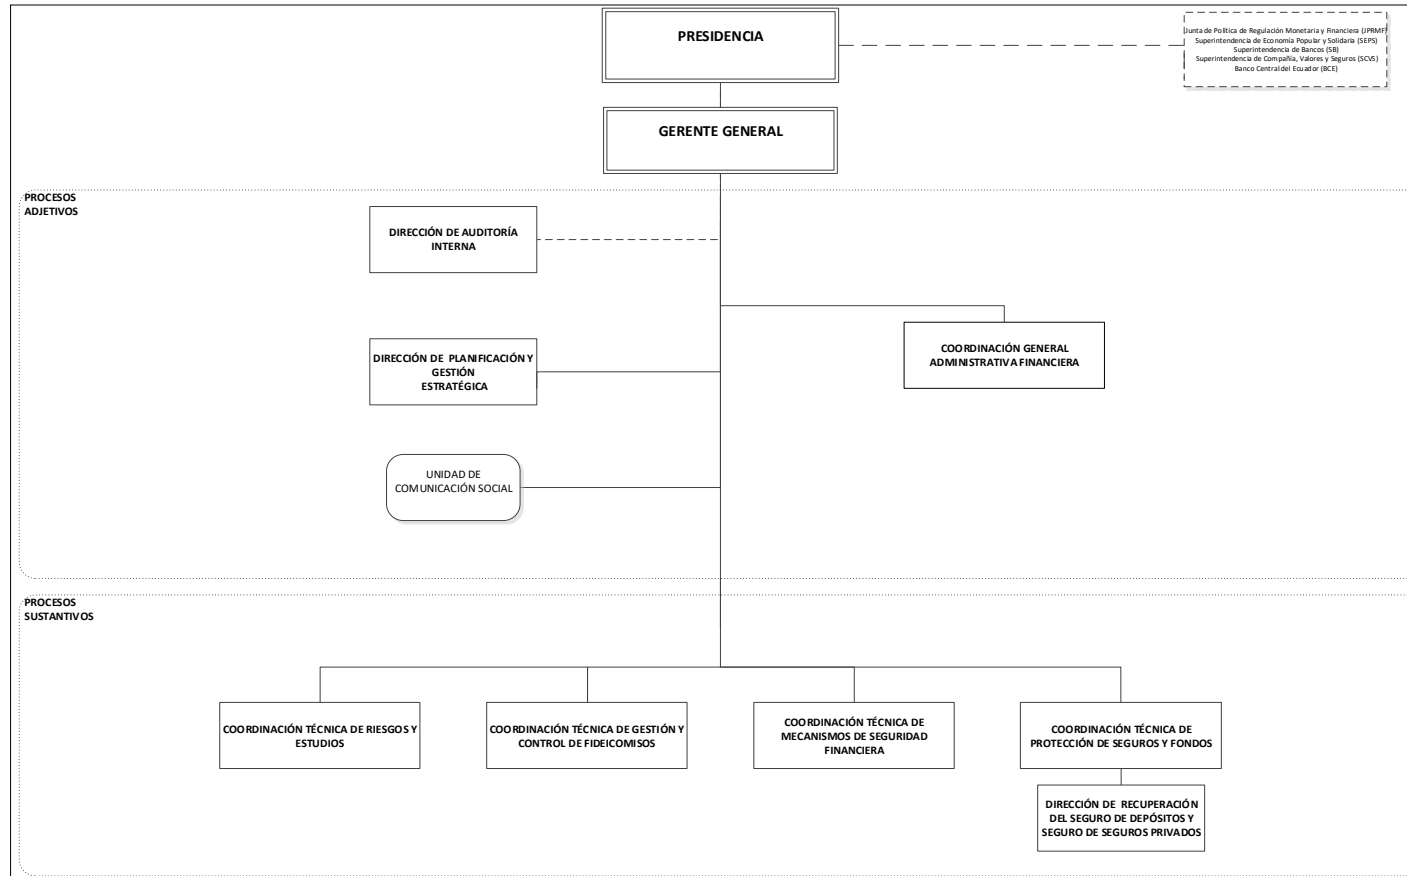 PRESIDENCIA
Junta de Política de Regulación Monetaria y Financiera (JPRMF)
Superintendencia de Economía Popular y Solidaria (SEPS)
Superintendencia de Bancos (SB)
Superintendencia de Compañía, Valores y Seguros (SCVS)
Banco Central del Ecuador (BCE)
GERENTE GENERAL
PROCESOS
ADJETIVOS
DIRECCIÓN DE AUDITORÍA
INTERNA
COORDINACIÓN GENERAL
ADMINISTRATIVA FINANCIERA
DIRECCIÓN DE PLANIFICACIÓN Y
GESTIÓN
ESTRATÉGICA
UNIDAD DE
COMUNICACIÓN SOCIAL
PROCESOS
SUSTANTIVOS
COORDINACIÓN TÉCNICA DE RIESGOS Y
ESTUDIOS
COORDINACIÓN TÉCNICA DE GESTIÓN Y
CONTROL DE FIDEICOMISOS
COORDINACIÓN TÉCNICA DE
MECANISMOS DE SEGURIDAD
FINANCIERA
COORDINACIÓN TÉCNICA DE
PROTECCIÓN DE SEGUROS Y FONDOS
DIRECCIÓN DE RECUPERACIÓN
DEL SEGURO DE DEPÓSITOS Y
SEGURO DE SEGUROS PRIVADOS